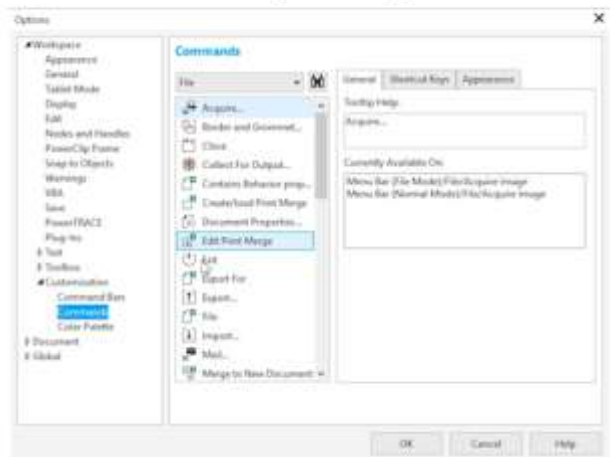 Options
Workspace
Appearance
General
Tablet Mode
Display
Edit
Nodes and Handles
PowerClip Frame
Snap to Objects
Warnings
VBA
Save
PowerTRACE
Plug-ins
Text
Toolbox
Customization
Command Bars
Commands
Color Palette
Document
Global
Commands
File
Acquire...
Border and Grommet...
Close
Collect For Output...
Contains Behavior prop...
Create/load Print Merge
Document Properties...
Edit Print Merge
Exit
Export For
Export...
File
Import...
Mail...
Merge to New Document
General Shortcut Keys Appearance
Tooltip Help:
Acquire...
Currently Available On:
Menu Bar (File Mode)/File/Acquire image
Menu Bar (Normal Mode)/File/Acquire image
OK Cancel Help